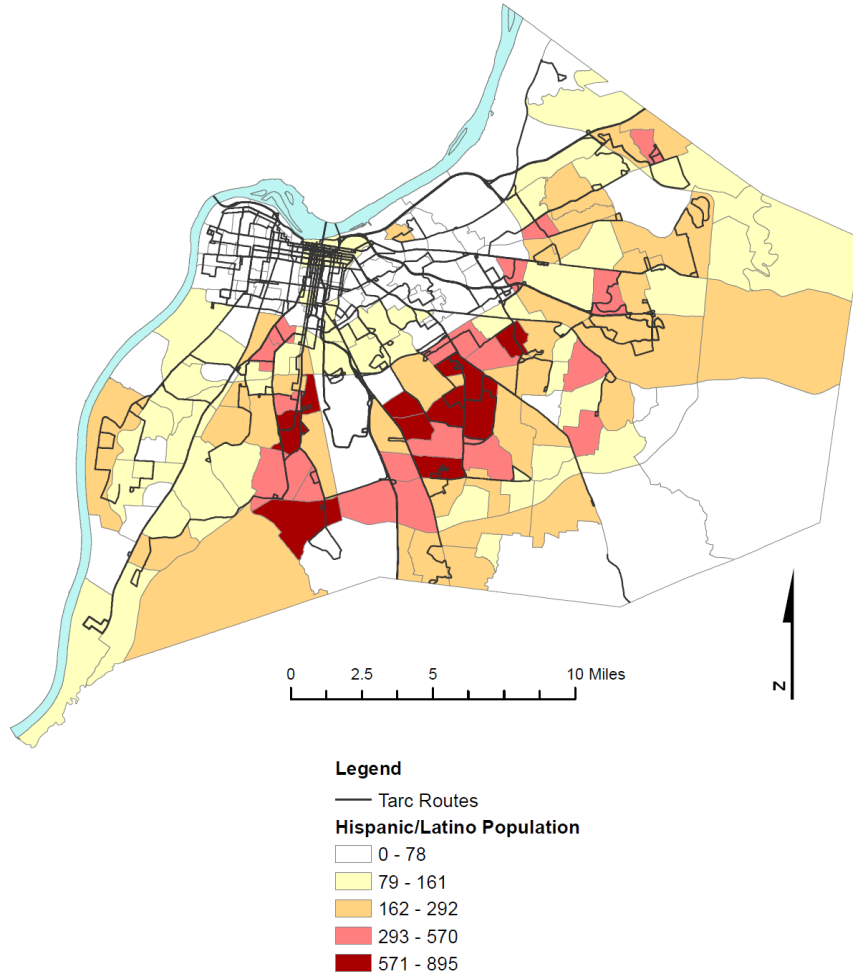 0 2.5 5 10 Miles
N
Legend
Tarc Routes
Hispanic/Latino Population
0 - 78
79 - 161
162 - 292
293 - 570
571 - 895